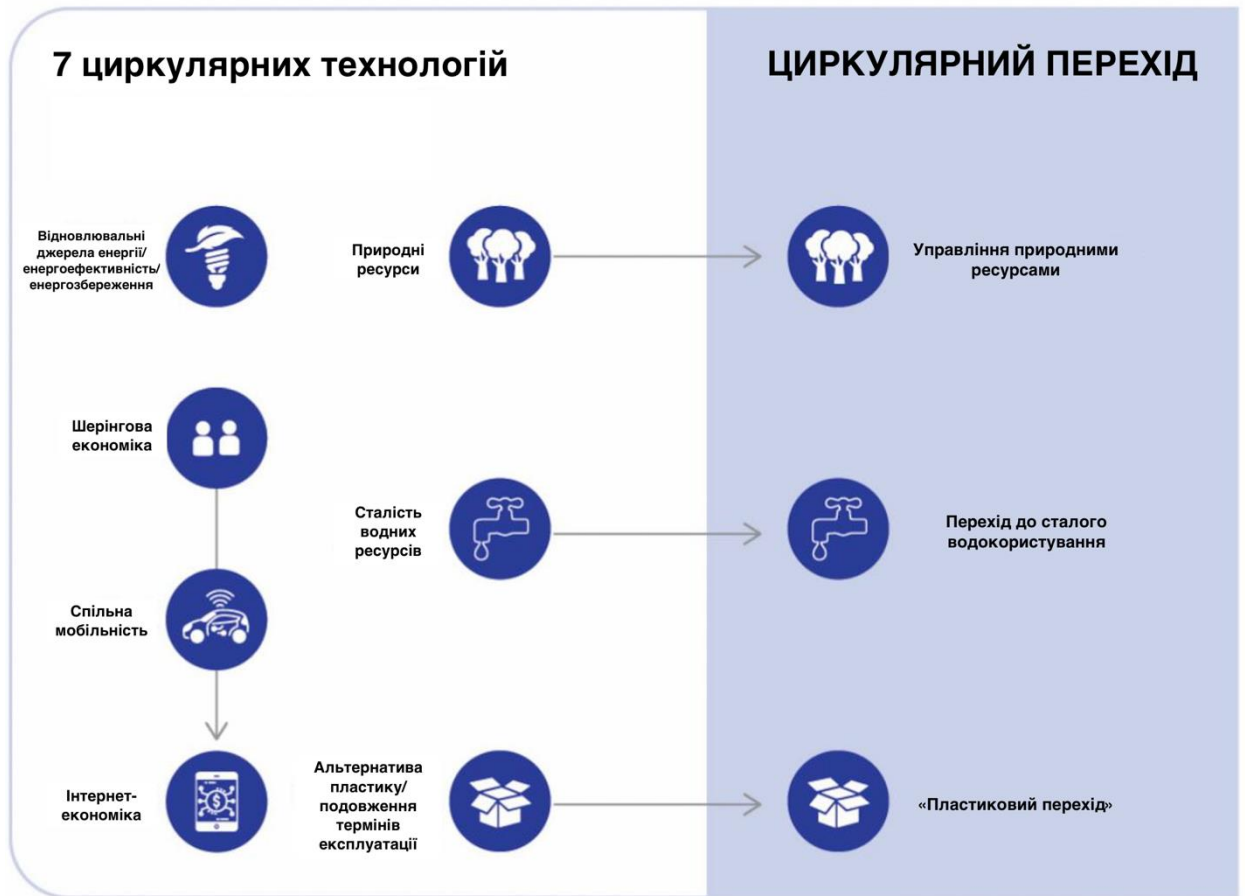 7 циркулярних технологій
ЦИРКУЛЯРНИЙ ПЕРЕХІД
Відновлювальні
джерела енергії/
енергоефективність/
енергозбереження
Природні
ресурси
Управління природними
ресурсами
Шерінгова
економіка
Сталість
водних
ресурсів
Перехід до сталого
водокористування
Спільна
мобільність
Інтернет-
економіка
$
Альтернатива
пластику/
подовження
термінів
експлуатації
«Пластиковий перехід»